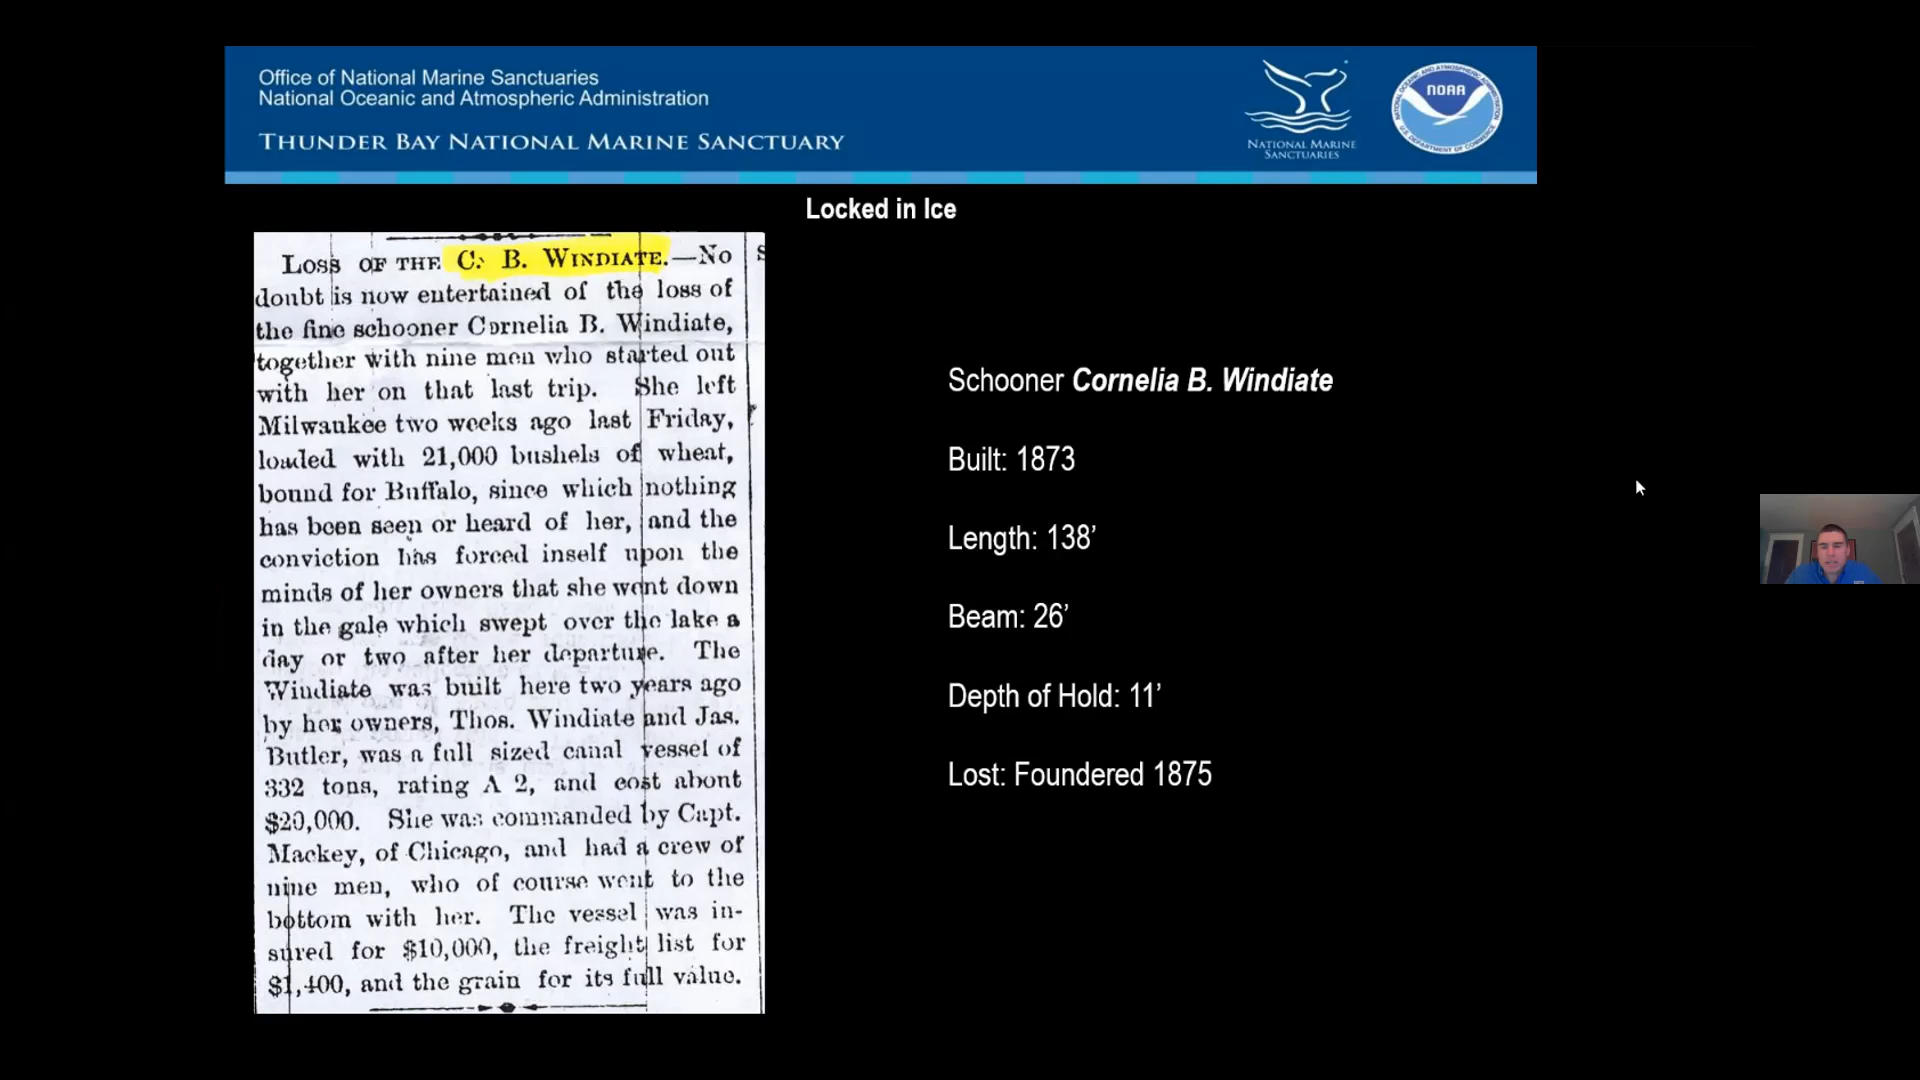 Office of National Marine Sanctuaries
National Oceanic and Atmospheric Administration
THUNDER BAY NATIONAL MARINE SANCTUARY
NATIONAL MARINE
SANCTUARIES
NATIONAL OCEANIC AND ATMOSPHERIC ADMINISTRATION
NOAA
U.S. DEPARTMENT OF COMMERCE
Locked in Ice
LOSS OF THE C. B. WINDIATE.—No
doubt is now entertained of the loss of
the fine schooner Cornelia B. Windiate,
together with nine men who started out
with her on that last trip. She left
Milwaukee two weeks ago last Friday,
loaded with 21,000 bushels of wheat,
bound for Buffalo, since which nothing
has been seen or heard of her, and the
conviction has forced inself upon the
minds of her owners that she went down
in the gale which swept over the lake a
day or two after her departure. The
Windiate was built here two years ago
by her owners, Thos. Windiate and Jas.
Butler, was a full sized canal vessel of
332 tons, rating A 2, and cost about
$20,000. She was commanded by Capt.
Mackey, of Chicago, and had a crew of
nine men, who of course went to the
bottom with her. The vessel was in-
sured for $10,000, the freight list for
$1,400, and the grain for its full value.
Schooner Cornelia B. Windiate
Built: 1873
Length: 138’
Beam: 26’
Depth of Hold: 11’
Lost: Foundered 1875